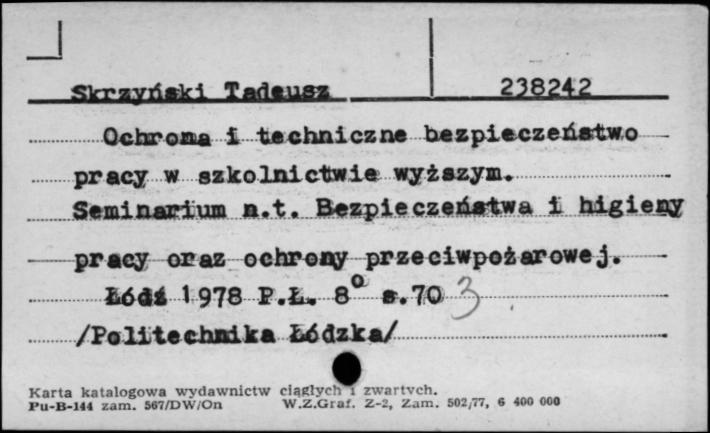 Skrzyński Tadeusz 238242
Ochrona i techniczne bezpieczeństwo
pracy w szkolnictwie wyższym.
Seminarium n.t. Bezpieczeństwa i higieny
pracy oraz ochrony przeciwpożarowej.
Łódź 1978 P.Ł. 8° s.70 3
/Politechnika Łódzka/
Karta katalogowa wydawnictw ciągłych i zwartych.
Pu-B-144 zam. 567/DW/On W.Z.Graf. Z-2, Zam. 502/77, 6 400 000